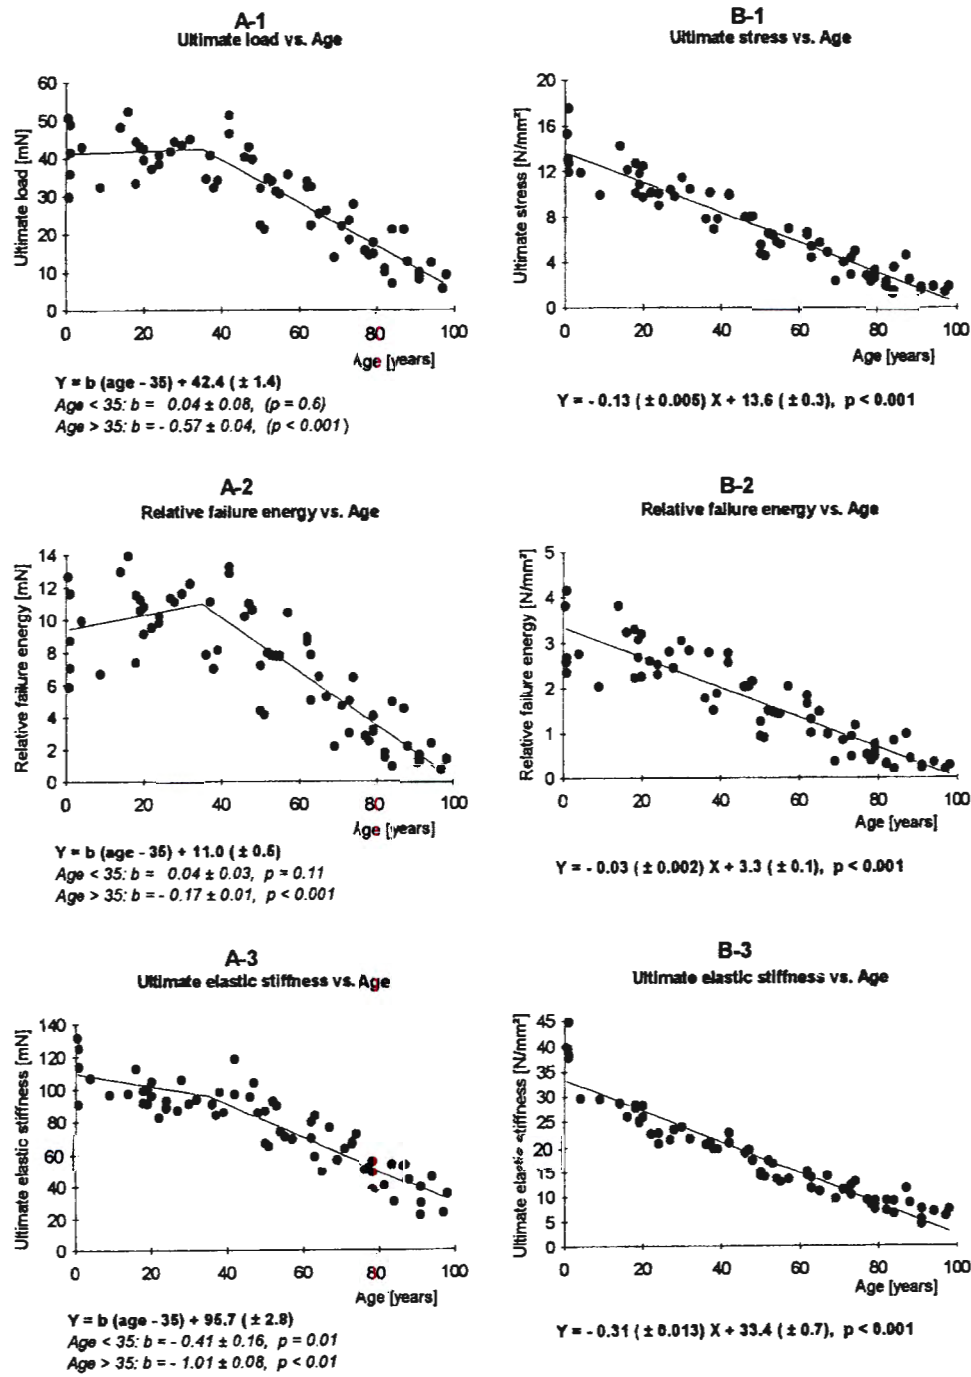 A-1
Ultimate load vs. Age
Ultimate load [mN]
60
50
40
30
20
10
0
0 20 40 60 80 100
Age [years]
Y = b (age - 35) + 42.4 ( ± 1.4)
Age < 35: b = 0.04 ± 0.08, (p = 0.6)
Age > 35: b = - 0.57 ± 0.04, (p < 0.001)
B-1
Ultimate stress vs. Age
Ultimate stress [N/mm²]
20
16
12
8
4
0
0 20 40 60 80 100
Age [years]
Y = - 0.13 ( ± 0.005) X + 13.6 ( ± 0.3), p < 0.001
A-2
Relative failure energy vs. Age
Relative failure energy [mN]
14
12
10
8
6
4
2
0
0 20 40 60 80 100
Age [years]
Y = b (age - 35) + 11.0 ( ± 0.5)
Age < 35: b = 0.04 ± 0.03, p = 0.11
Age > 35: b = - 0.17 ± 0.01, p < 0.001
B-2
Relative failure energy vs. Age
Relative failure energy [N/mm²]
5
4
3
2
1
0
0 20 40 60 80 100
Age [years]
Y = - 0.03 ( ± 0.002) X + 3.3 ( ± 0.1), p < 0.001
A-3
Ultimate elastic stiffness vs. Age
Ultimate elastic stiffness [mN]
140
120
100
80
60
40
20
0
0 20 40 60 80 100
Age [years]
Y = b (age - 35) + 95.7 ( ± 2.8)
Age < 35: b = - 0.41 ± 0.16, p = 0.01
Age > 35: b = - 1.01 ± 0.08, p < 0.01
B-3
Ultimate elastic stiffness vs. Age
Ultimate elastic stiffness [N/mm²]
45
40
35
30
25
20
15
10
5
0
0 20 40 60 80 100
Age [years]
Y = - 0.31 ( ± 0.013) X + 33.4 ( ± 0.7), p < 0.001